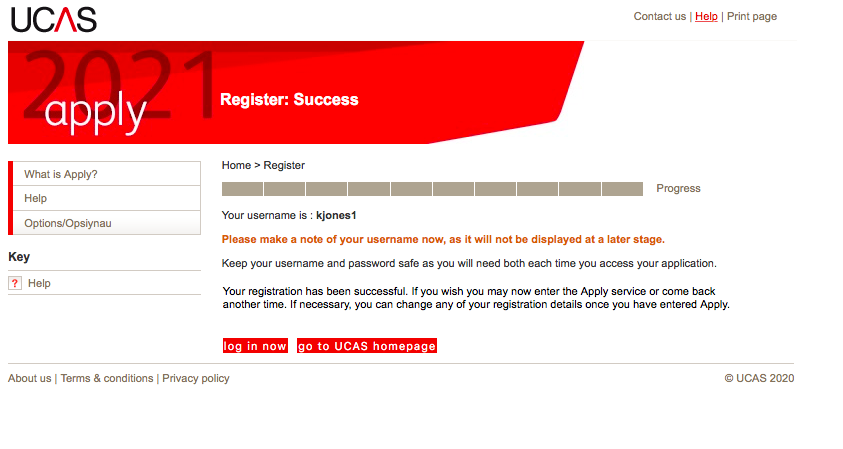 UCAS
Contact us | Help | Print page
2021
apply
Register: Success
What is Apply?
Help
Options/Opsiynau
Key
? Help
Home > Register
Progress
Your username is : kjones1
Please make a note of your username now, as it will not be displayed at a later stage.
Keep your username and password safe as you will need both each time you access your application.
Your registration has been successful. If you wish you may now enter the Apply service or come back
another time. If necessary, you can change any of your registration details once you have entered Apply.
log in now go to UCAS homepage
About us | Terms & conditions | Privacy policy
© UCAS 2020